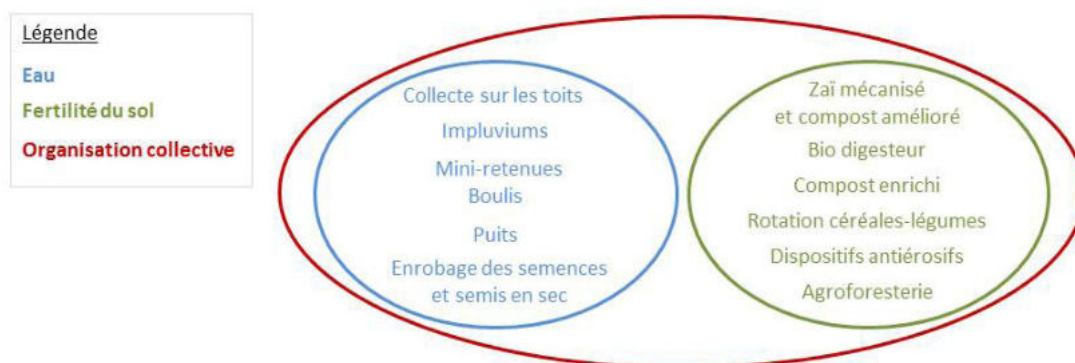 Légende
Eau
Fertilité du sol
Organisation collective
Collecte sur les toits
Impluviums
Mini-retenues
Boulis
Puits
Enrobage des semences
et semis en sec
Zaï mécanisé
et compost amélioré
Bio digesteur
Compost enrichi
Rotation céréales-légumes
Dispositifs antiérosifs
Agroforesterie